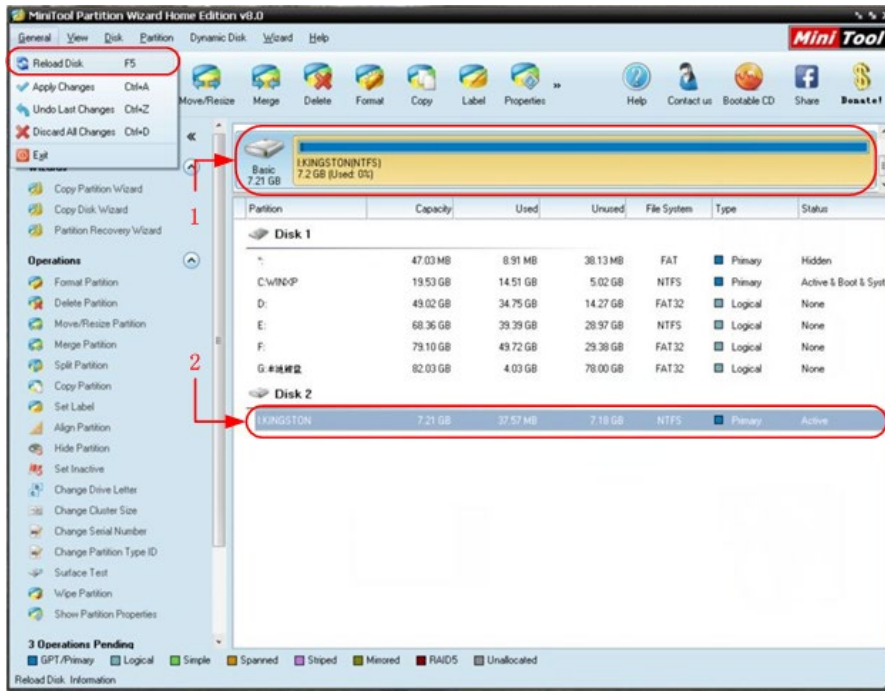 MiniTool Partition Wizard Home Edition v8.0
General View Disk Partition Dynamic Disk Wizard Help
Mini Tool
Reload Disk F5
Apply Changes Ctrl+A
Undo Last Changes Ctrl+Z
Discard All Changes Ctrl+D
Exit
Move/Resize Merge Delete Format Copy Label Properties » Help Contact us Bootable CD Share Donate!
«
Basic
7.21 GB
I:KINGSTON(NTFS)
7.2 GB (Used: 0%)
1
Copy Partition Wizard
Copy Disk Wizard
Partition Recovery Wizard
Operations
Format Partition
Delete Partition
Move/Resize Partition
Merge Partition
Split Partition
Copy Partition
Set Label
Align Partition
Hide Partition
Set Inactive
Change Drive Letter
Change Cluster Size
Change Serial Number
Change Partition Type ID
Surface Test
Wipe Partition
Show Partition Properties
3 Operations Pending
2
Partition Capacity Used Unused File System Type Status
Disk 1
*: 47.03 MB 8.91 MB 38.13 MB FAT Primary Hidden
C:WINXP 19.53 GB 14.51 GB 5.02 GB NTFS Primary Active & Boot & Syst
D: 49.02 GB 34.75 GB 14.27 GB FAT32 Logical None
E: 68.36 GB 39.39 GB 28.97 GB NTFS Logical None
F: 79.10 GB 49.72 GB 29.38 GB FAT32 Logical None
G: 82.03 GB 4.03 GB 78.00 GB FAT32 Logical None
Disk 2
I:KINGSTON 7.21 GB 37.57 MB 7.18 GB NTFS Primary Active
GPT/Primary Logical Simple Spanned Striped Mirrored RAID5 Unallocated
Reload Disk Information